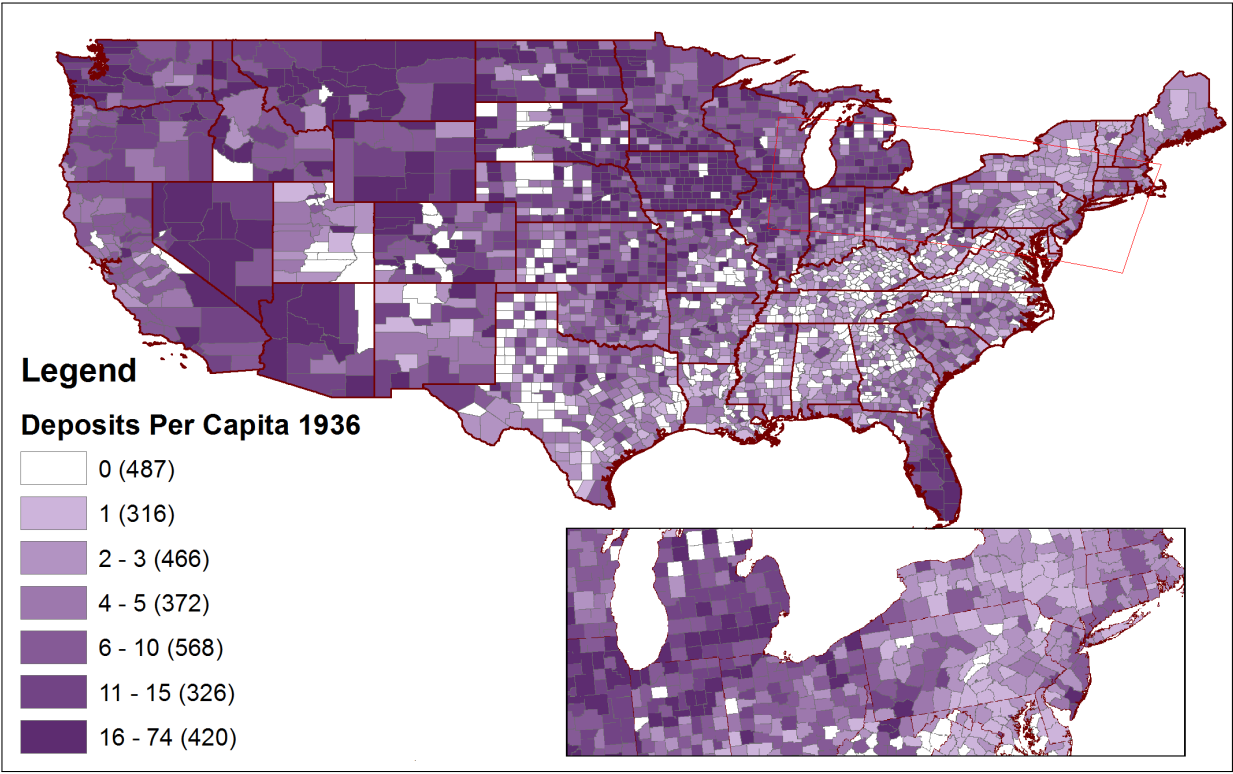 Legend
Deposits Per Capita 1936
0 (487)
1 (316)
2 - 3 (466)
4 - 5 (372)
6 - 10 (568)
11 - 15 (326)
16 - 74 (420)